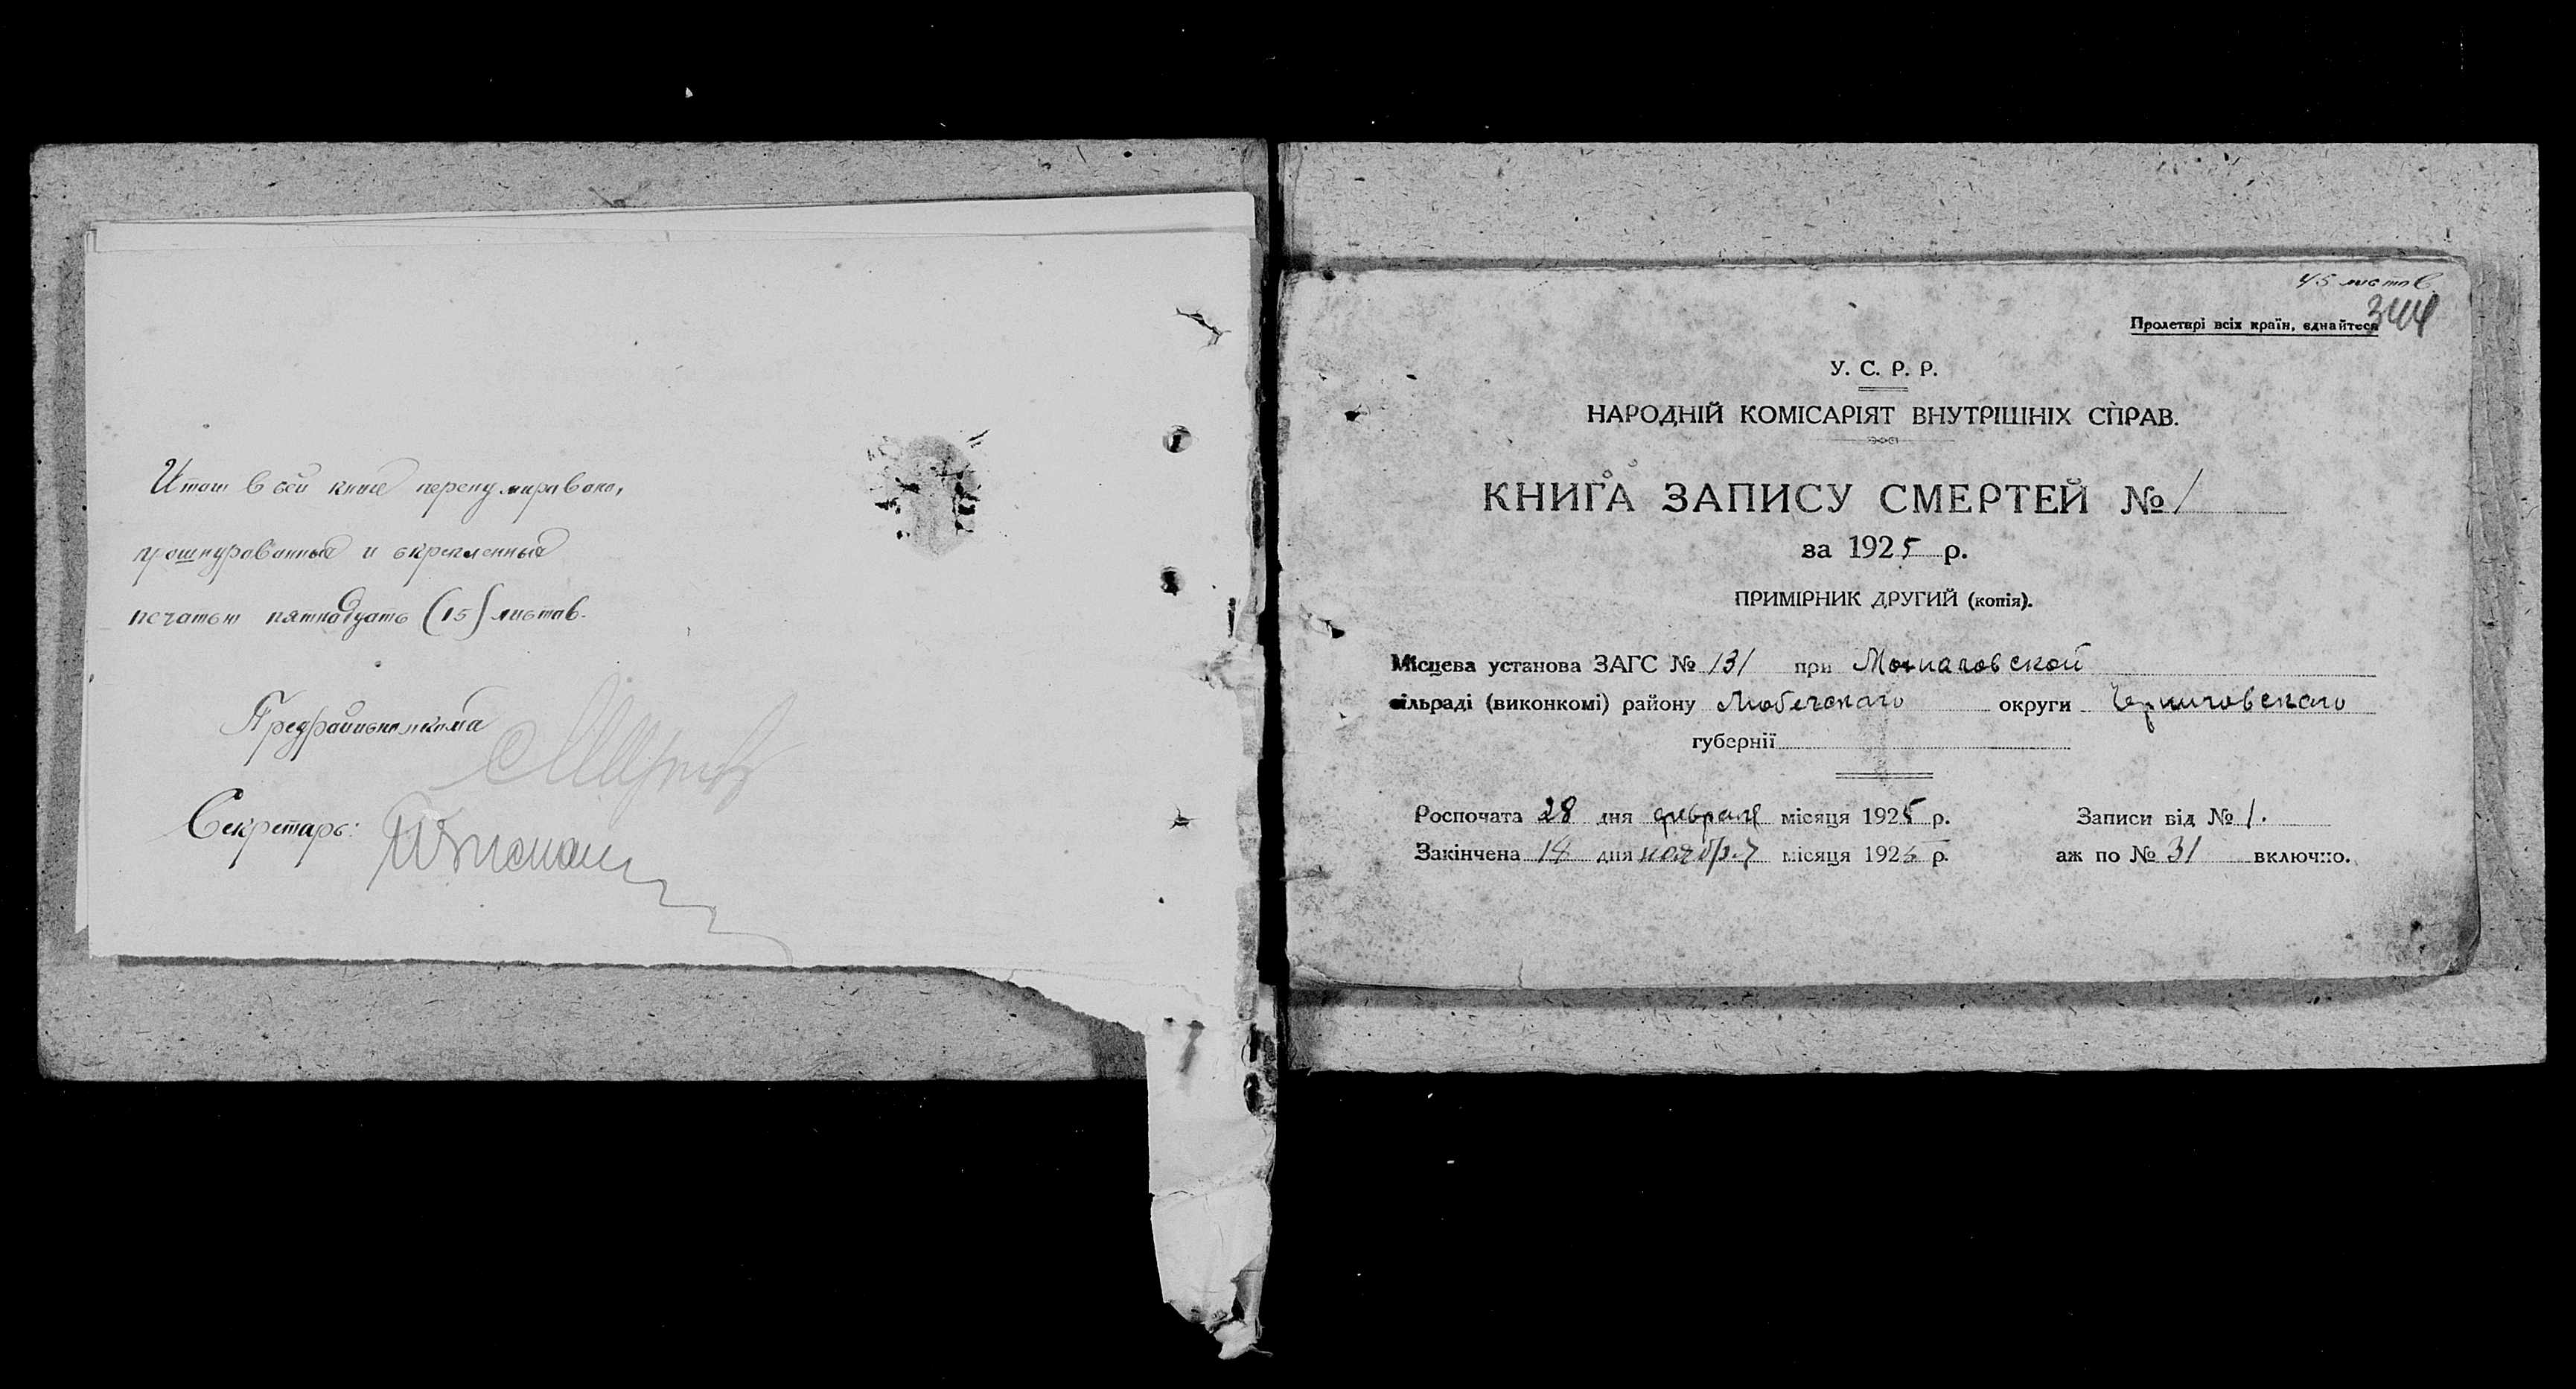 Итого в сей книге перенумеровано,
прошнурованных и скрепленных
печатью пятнадцать (15) листов.
Предрайисполкома
Секретарь:
45 листов
344
Пролетарі всіх країн, єднайтеся
У. С. Р. Р.
НАРОДНІЙ КОМІСАРІЯТ ВНУТРІШНІХ СПРАВ.
КНИГА ЗАПИСУ СМЕРТЕЙ № 1
за 1925 р.
ПРИМІРНИК ДРУГИЙ (копія).
Місцева установа ЗАГС № 131 при
сільраді (виконкомі) району Любечскаго округи Черниговскаго
губернії
Роспочата 28 дня февраля місяця 1925 р. Записи від № 1.
Закінчена 14 дня ноября місяця 1925 р. аж по № 31 включно.